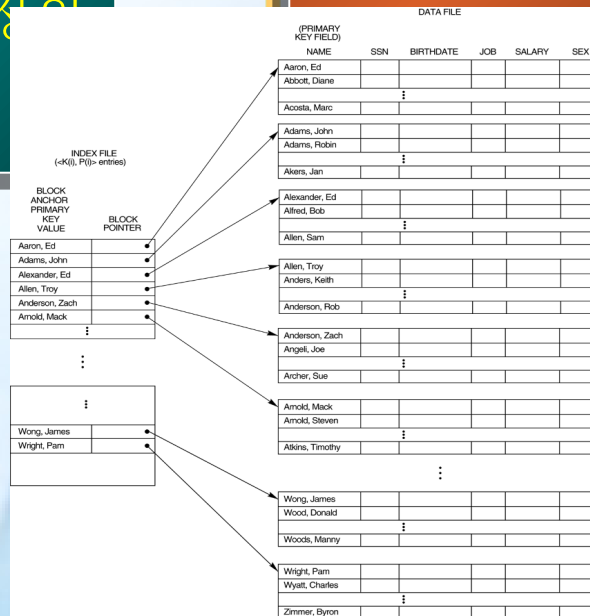 DATA FILE
(PRIMARY
KEY FIELD)
NAME SSN BIRTHDATE JOB SALARY SEX
Aaron, Ed
Abbott, Diane
Acosta, Marc
Adams, John
Adams, Robin
Akers, Jan
Alexander, Ed
Alfred, Bob
Allen, Sam
Allen, Troy
Anders, Keith
Anderson, Rob
Anderson, Zach
Angeli, Joe
Archer, Sue
Arnold, Mack
Arnold, Steven
Atkins, Timothy
Wong, James
Wood, Donald
Woods, Manny
Wright, Pam
Wyatt, Charles
Zimmer, Byron
INDEX FILE
(<K(i), P(i)> entries)
BLOCK
ANCHOR
PRIMARY
KEY
VALUE
BLOCK
POINTER
Aaron, Ed
Adams, John
Alexander, Ed
Allen, Troy
Anderson, Zach
Arnold, Mack
Wong, James
Wright, Pam